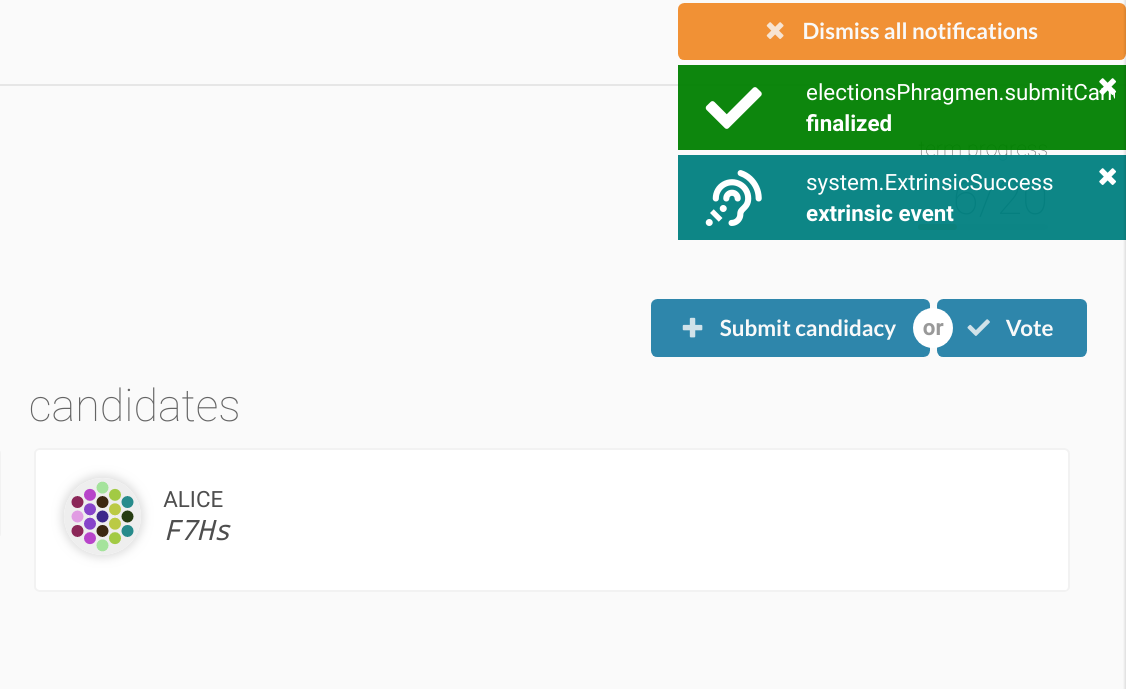 Dismiss all notifications
electionsPhragmen.submitCan
finalized
system.ExtrinsicSuccess
extrinsic event
Submit candidacy
or
Vote
candidates
ALICE
F7Hs